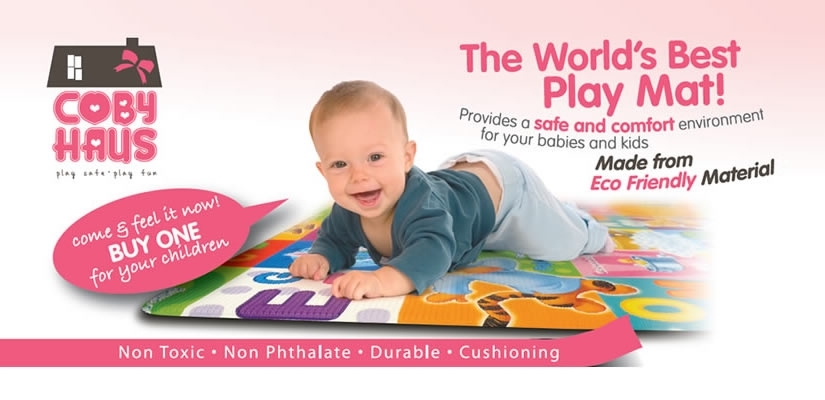 COBY
HAUS
play safe · play fun
The World's Best
Play Mat!
Provides a safe and comfort environment
for your babies and kids
Made from
Eco Friendly Material
come & feel it now!
BUY ONE
for your children
E
Non Toxic • Non Phthalate • Durable • Cushioning